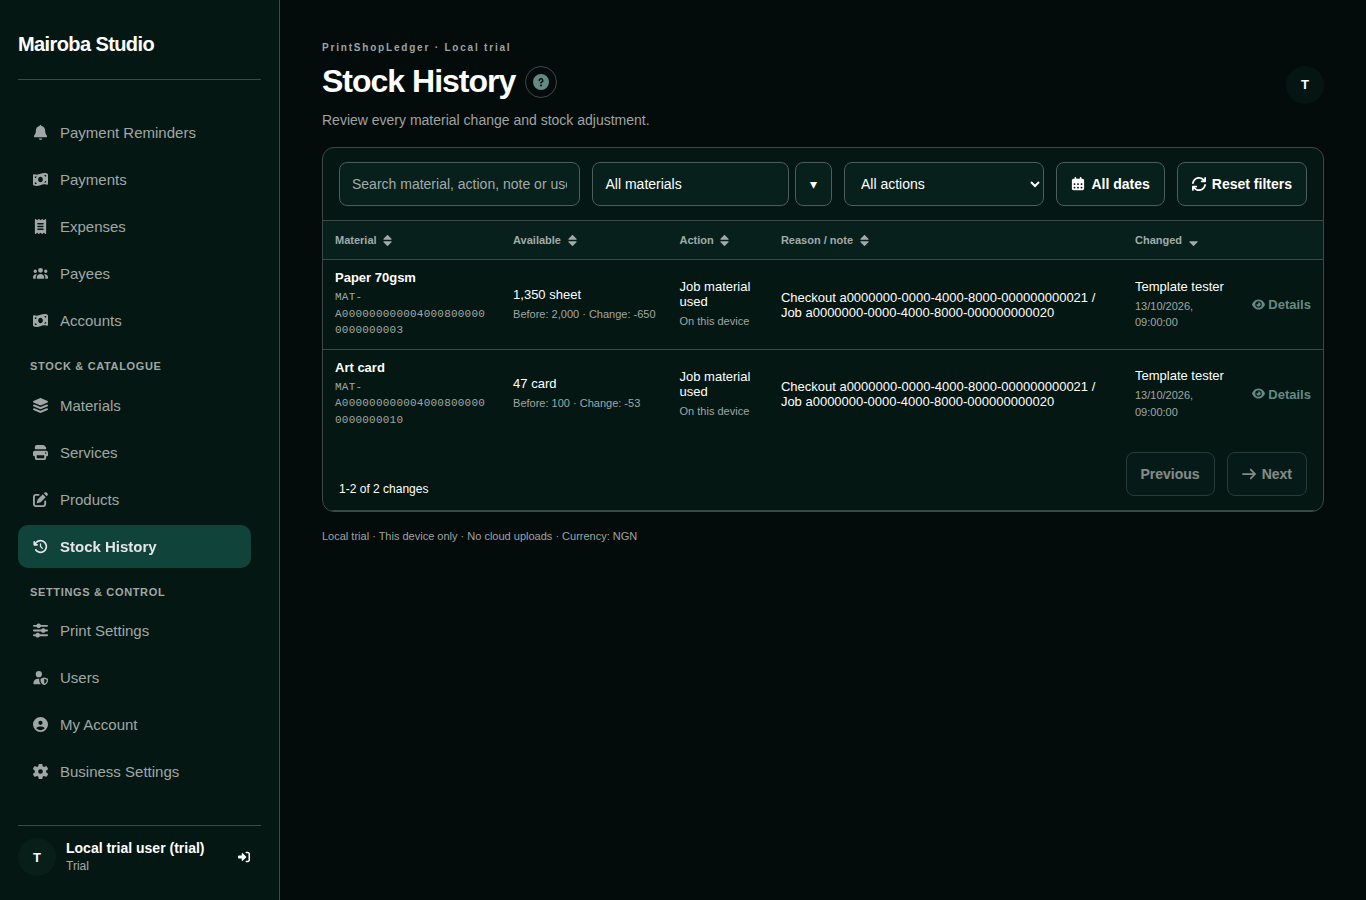 Mairoba Studio
Payment Reminders
Payments
Expenses
Payees
Accounts
STOCK & CATALOGUE
Materials
Services
Products
Stock History
SETTINGS & CONTROL
Print Settings
Users
My Account
Business Settings
T
Local trial user (trial)
Trial
PrintShopLedger · Local trial
Stock History ?
T
Review every material change and stock adjustment.
Search material, action, note or use
All materials
▾
All actions
All dates
Reset filters
Material
Available
Action
Reason / note
Changed
Paper 70gsm
MAT-
A000000000004000800000
0000000003
1,350 sheet
Before: 2,000 · Change: -650
Job material
used
On this device
Checkout a0000000-0000-4000-8000-000000000021 /
Job a0000000-0000-4000-8000-000000000020
Template tester
13/10/2026,
09:00:00
Details
Art card
MAT-
A000000000004000800000
0000000010
47 card
Before: 100 · Change: -53
Job material
used
On this device
Checkout a0000000-0000-4000-8000-000000000021 /
Job a0000000-0000-4000-8000-000000000020
Template tester
13/10/2026,
09:00:00
Details
1-2 of 2 changes
Previous
Next
Local trial · This device only · No cloud uploads · Currency: NGN